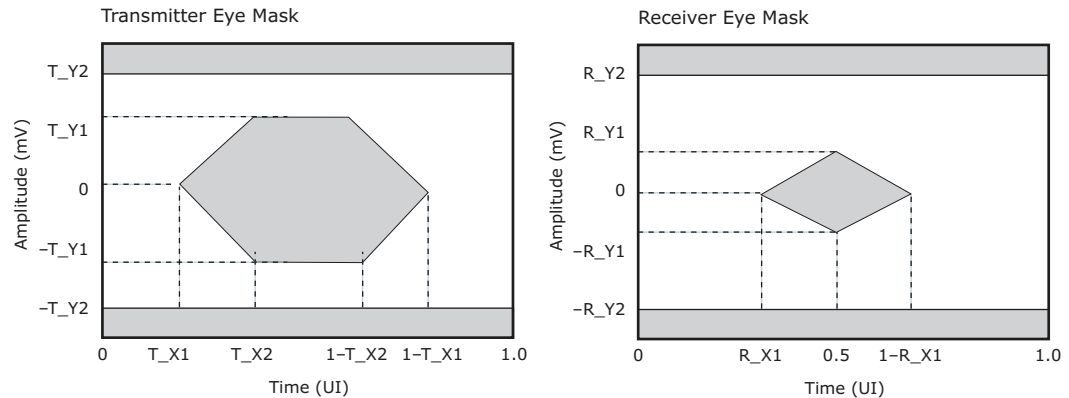 Transmitter Eye Mask
T_Y2
T_Y1
0
–T_Y1
–T_Y2
Amplitude (mV)
0
T_X1
T_X2
1–T_X2
1–T_X1
1.0
Time (UI)
Receiver Eye Mask
R_Y2
R_Y1
0
–R_Y1
–R_Y2
Amplitude (mV)
0
R_X1
0.5
1–R_X1
1.0
Time (UI)